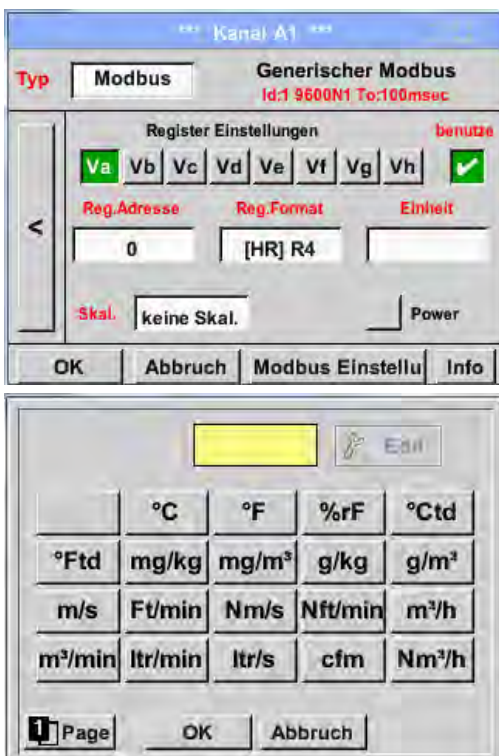 *** Kanal A1 ***
Typ Modbus Generischer Modbus
Id:1 9600N1 To:100msec
Register Einstellungen benutze
Va Vb Vc Vd Ve Vf Vg Vh ✔
Reg.Adresse Reg.Format Einheit
< 0 [HR] R4
Skal. keine Skal. Power
OK Abbruch Modbus Einstellu Info
Edit
°C °F %rF °Ctd
°Ftd mg/kg mg/m³ g/kg g/m³
m/s Ft/min Nm/s Nft/min m³/h
m³/min ltr/min ltr/s cfm Nm³/h
1 Page OK Abbruch